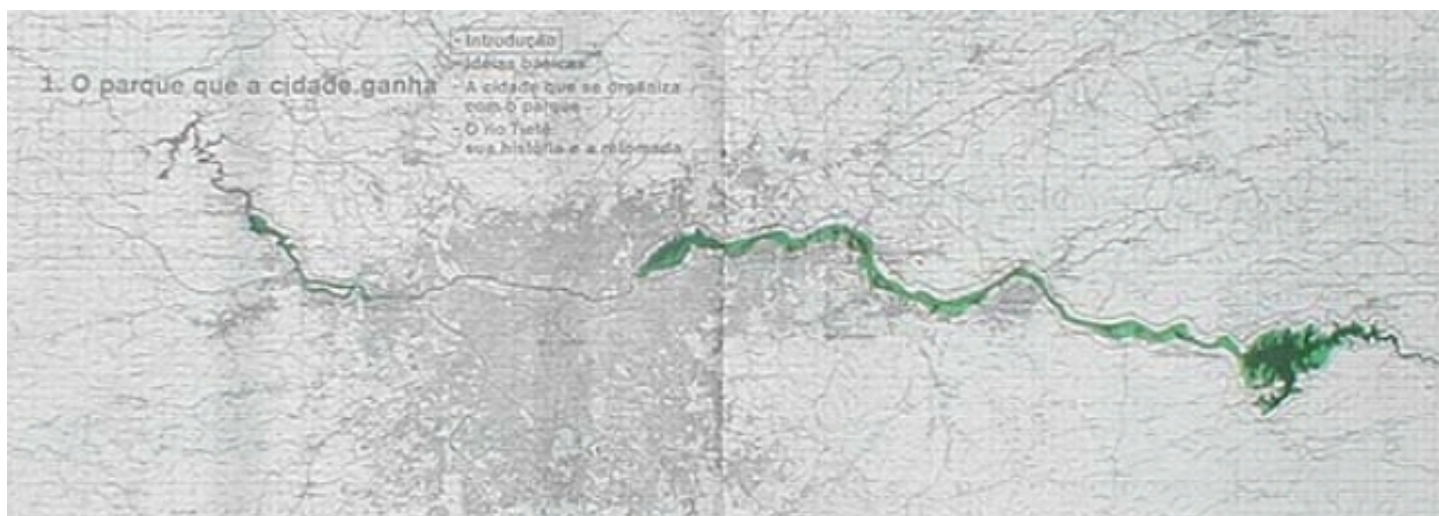 1. O parque que a cidade ganha
- Introdução
- Idéias básicas
- A cidade que se organiza
com o parque
- O rio Tietê
sua história e a retomada